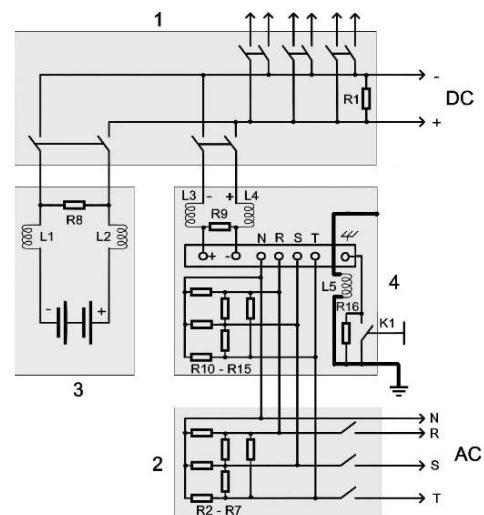 1
-
R1
DC
+
L3
-
+
L4
R8
R9
L1
L2
+
-
N
R
S
T
L5
4
R16
K1
-
+
R10 - R15
3
N
R
2
S
AC
R2 - R7
T